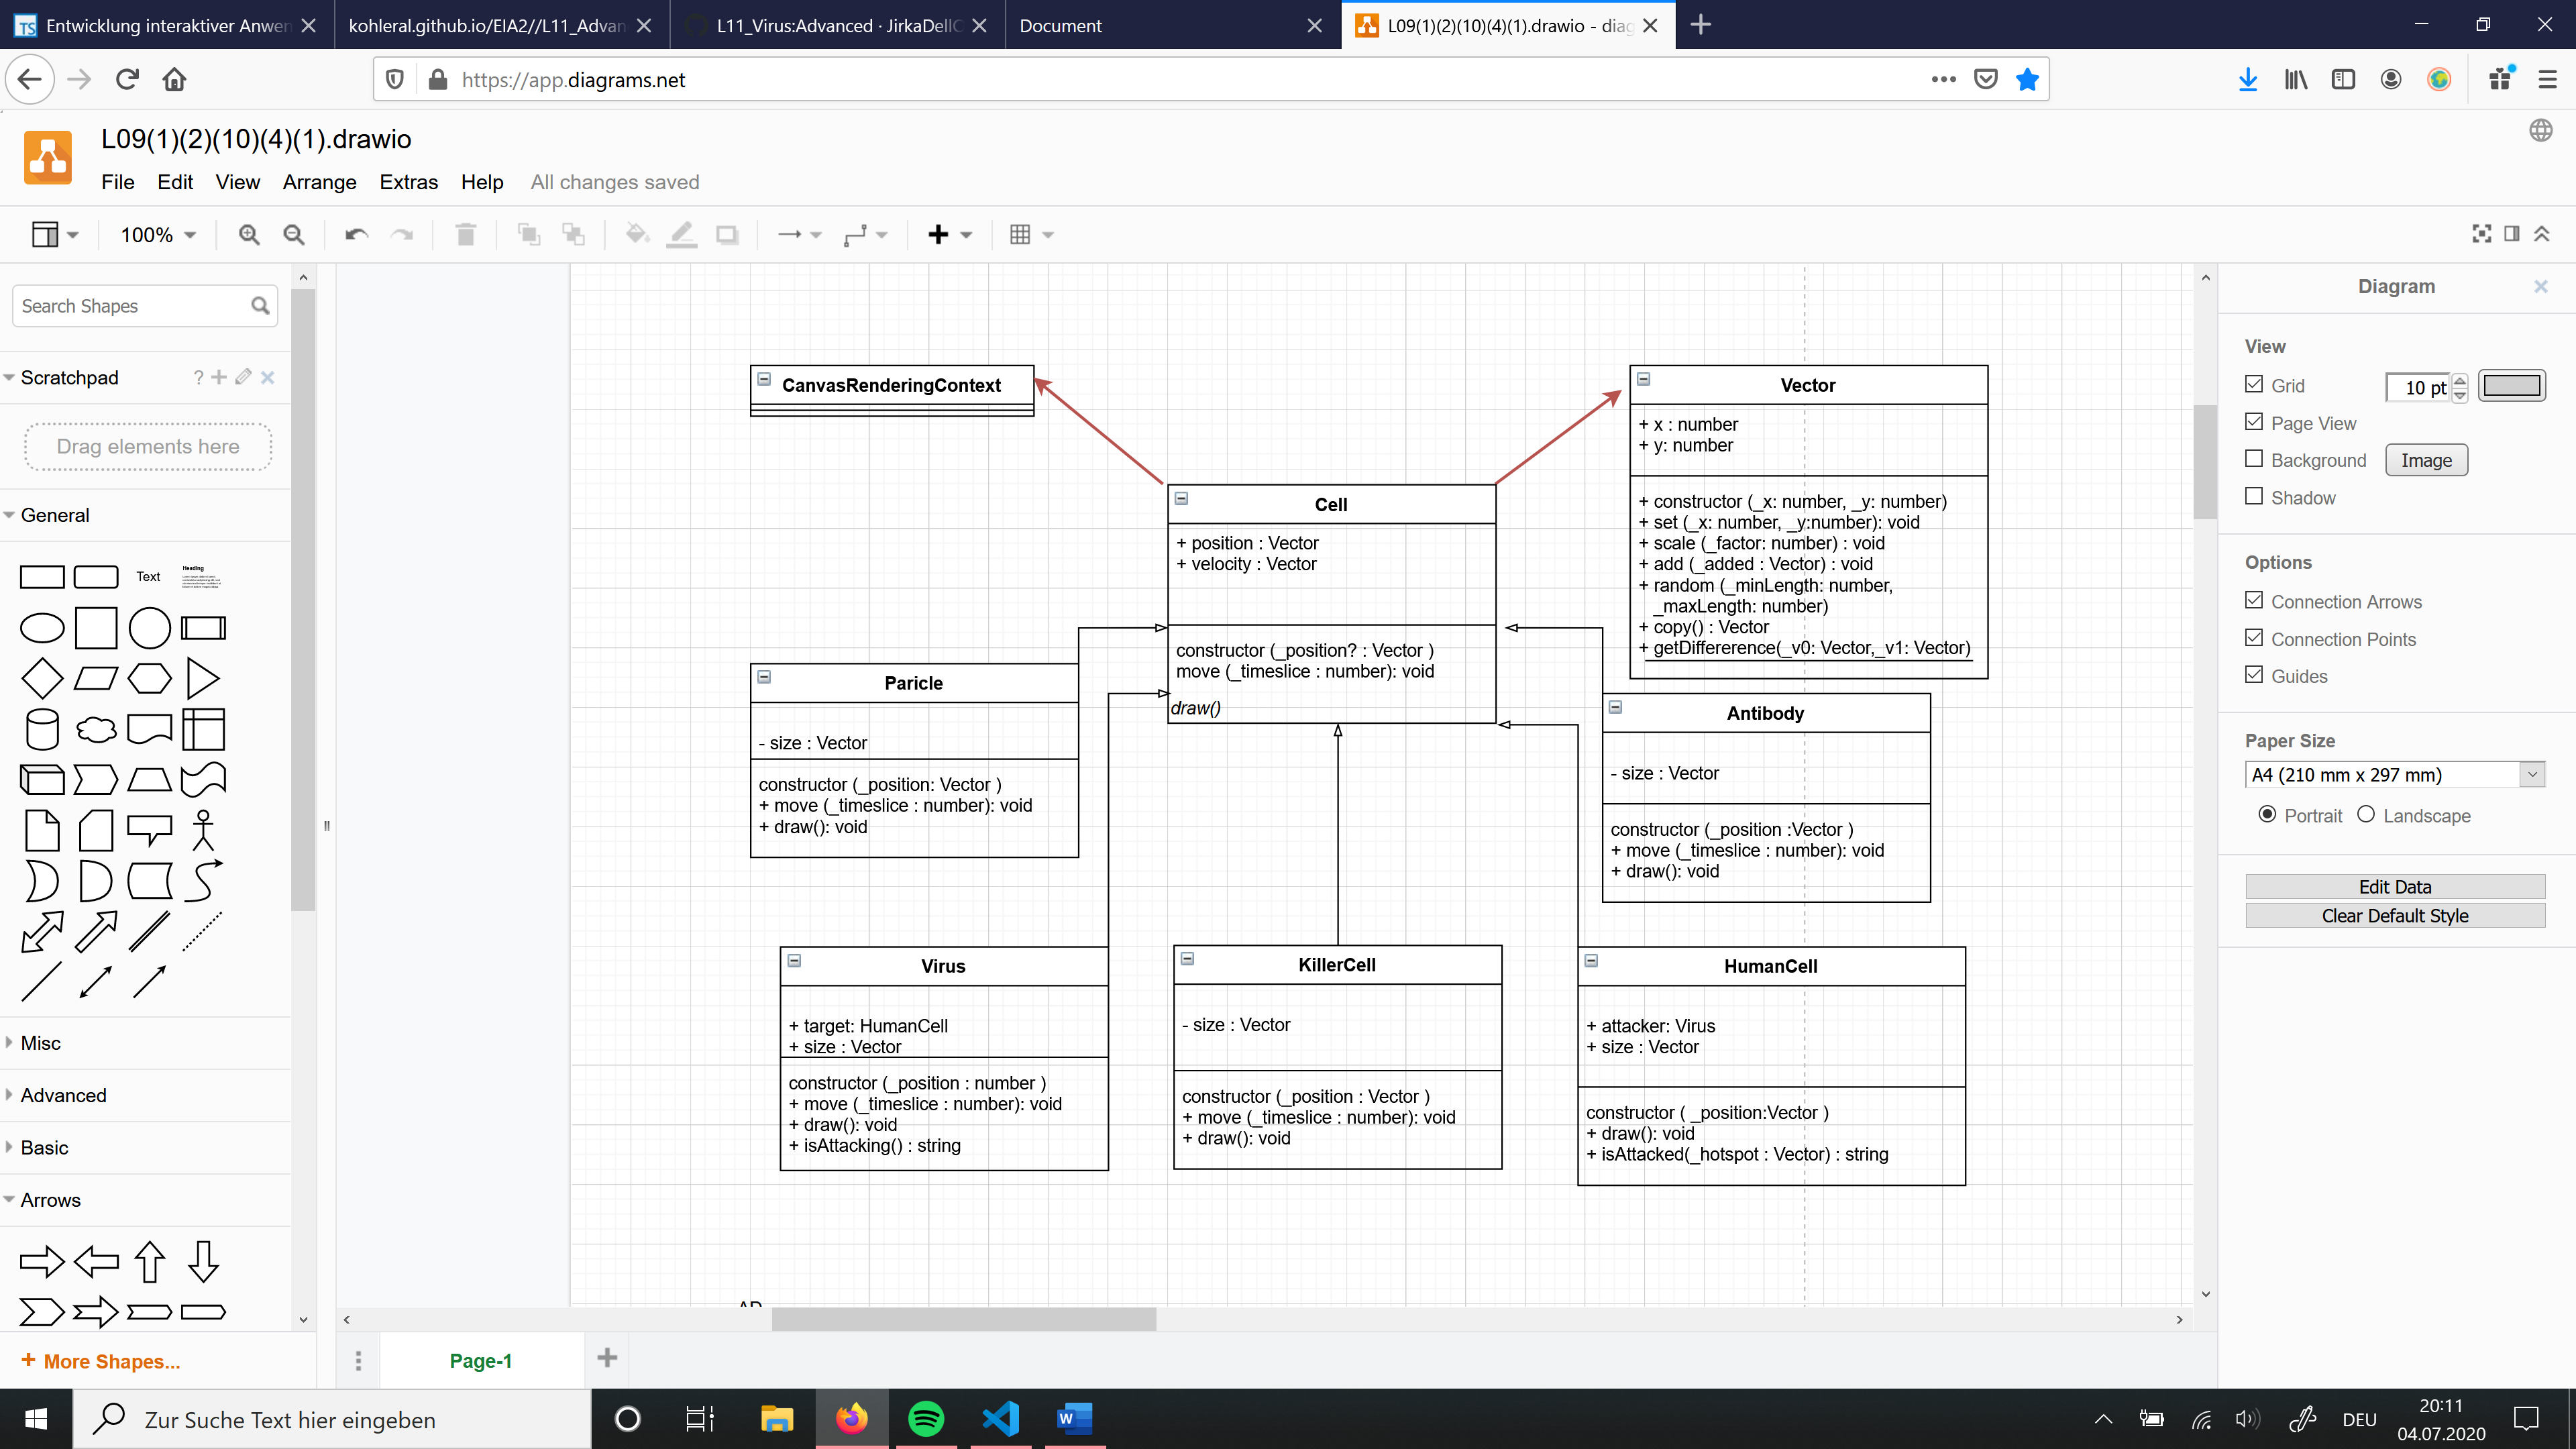 Entwicklung interaktiver Anwen
kohleral.github.io/EIA2//L11_Advan
L11_Virus:Advanced · JirkaDellO
Document
L09(1)(2)(10)(4)(1).drawio - diag
https://app.diagrams.net
L09(1)(2)(10)(4)(1).drawio
File Edit View Arrange Extras Help All changes saved
100%
Search Shapes
Scratchpad
?
Drag elements here
General
Text
Heading
Misc
Advanced
Basic
Arrows
+ More Shapes...
CanvasRenderingContext
Vector
+ x : number
+ y: number
+ constructor (_x: number, _y: number)
+ set (_x: number, _y:number): void
+ scale (_factor: number) : void
+ add (_added : Vector) : void
+ random (_minLength: number,
_maxLength: number)
+ copy() : Vector
+ getDiffererence(_v0: Vector,_v1: Vector)
Cell
+ position : Vector
+ velocity : Vector
constructor (_position? : Vector )
move (_timeslice : number): void
draw()
Paricle
- size : Vector
constructor (_position: Vector )
+ move (_timeslice : number): void
+ draw(): void
Antibody
- size : Vector
constructor (_position :Vector )
+ move (_timeslice : number): void
+ draw(): void
Virus
+ target: HumanCell
+ size : Vector
constructor (_position : number )
+ move (_timeslice : number): void
+ draw(): void
+ isAttacking() : string
KillerCell
- size : Vector
constructor (_position : Vector )
+ move (_timeslice : number): void
+ draw(): void
HumanCell
+ attacker: Virus
+ size : Vector
constructor ( _position:Vector )
+ draw(): void
+ isAttacked(_hotspot : Vector) : string
Page-1
Diagram
View
Grid 10 pt
Page View
Background Image
Shadow
Options
Connection Arrows
Connection Points
Guides
Paper Size
A4 (210 mm x 297 mm)
Portrait Landscape
Edit Data
Clear Default Style
Zur Suche Text hier eingeben
DEU
20:11
04.07.2020